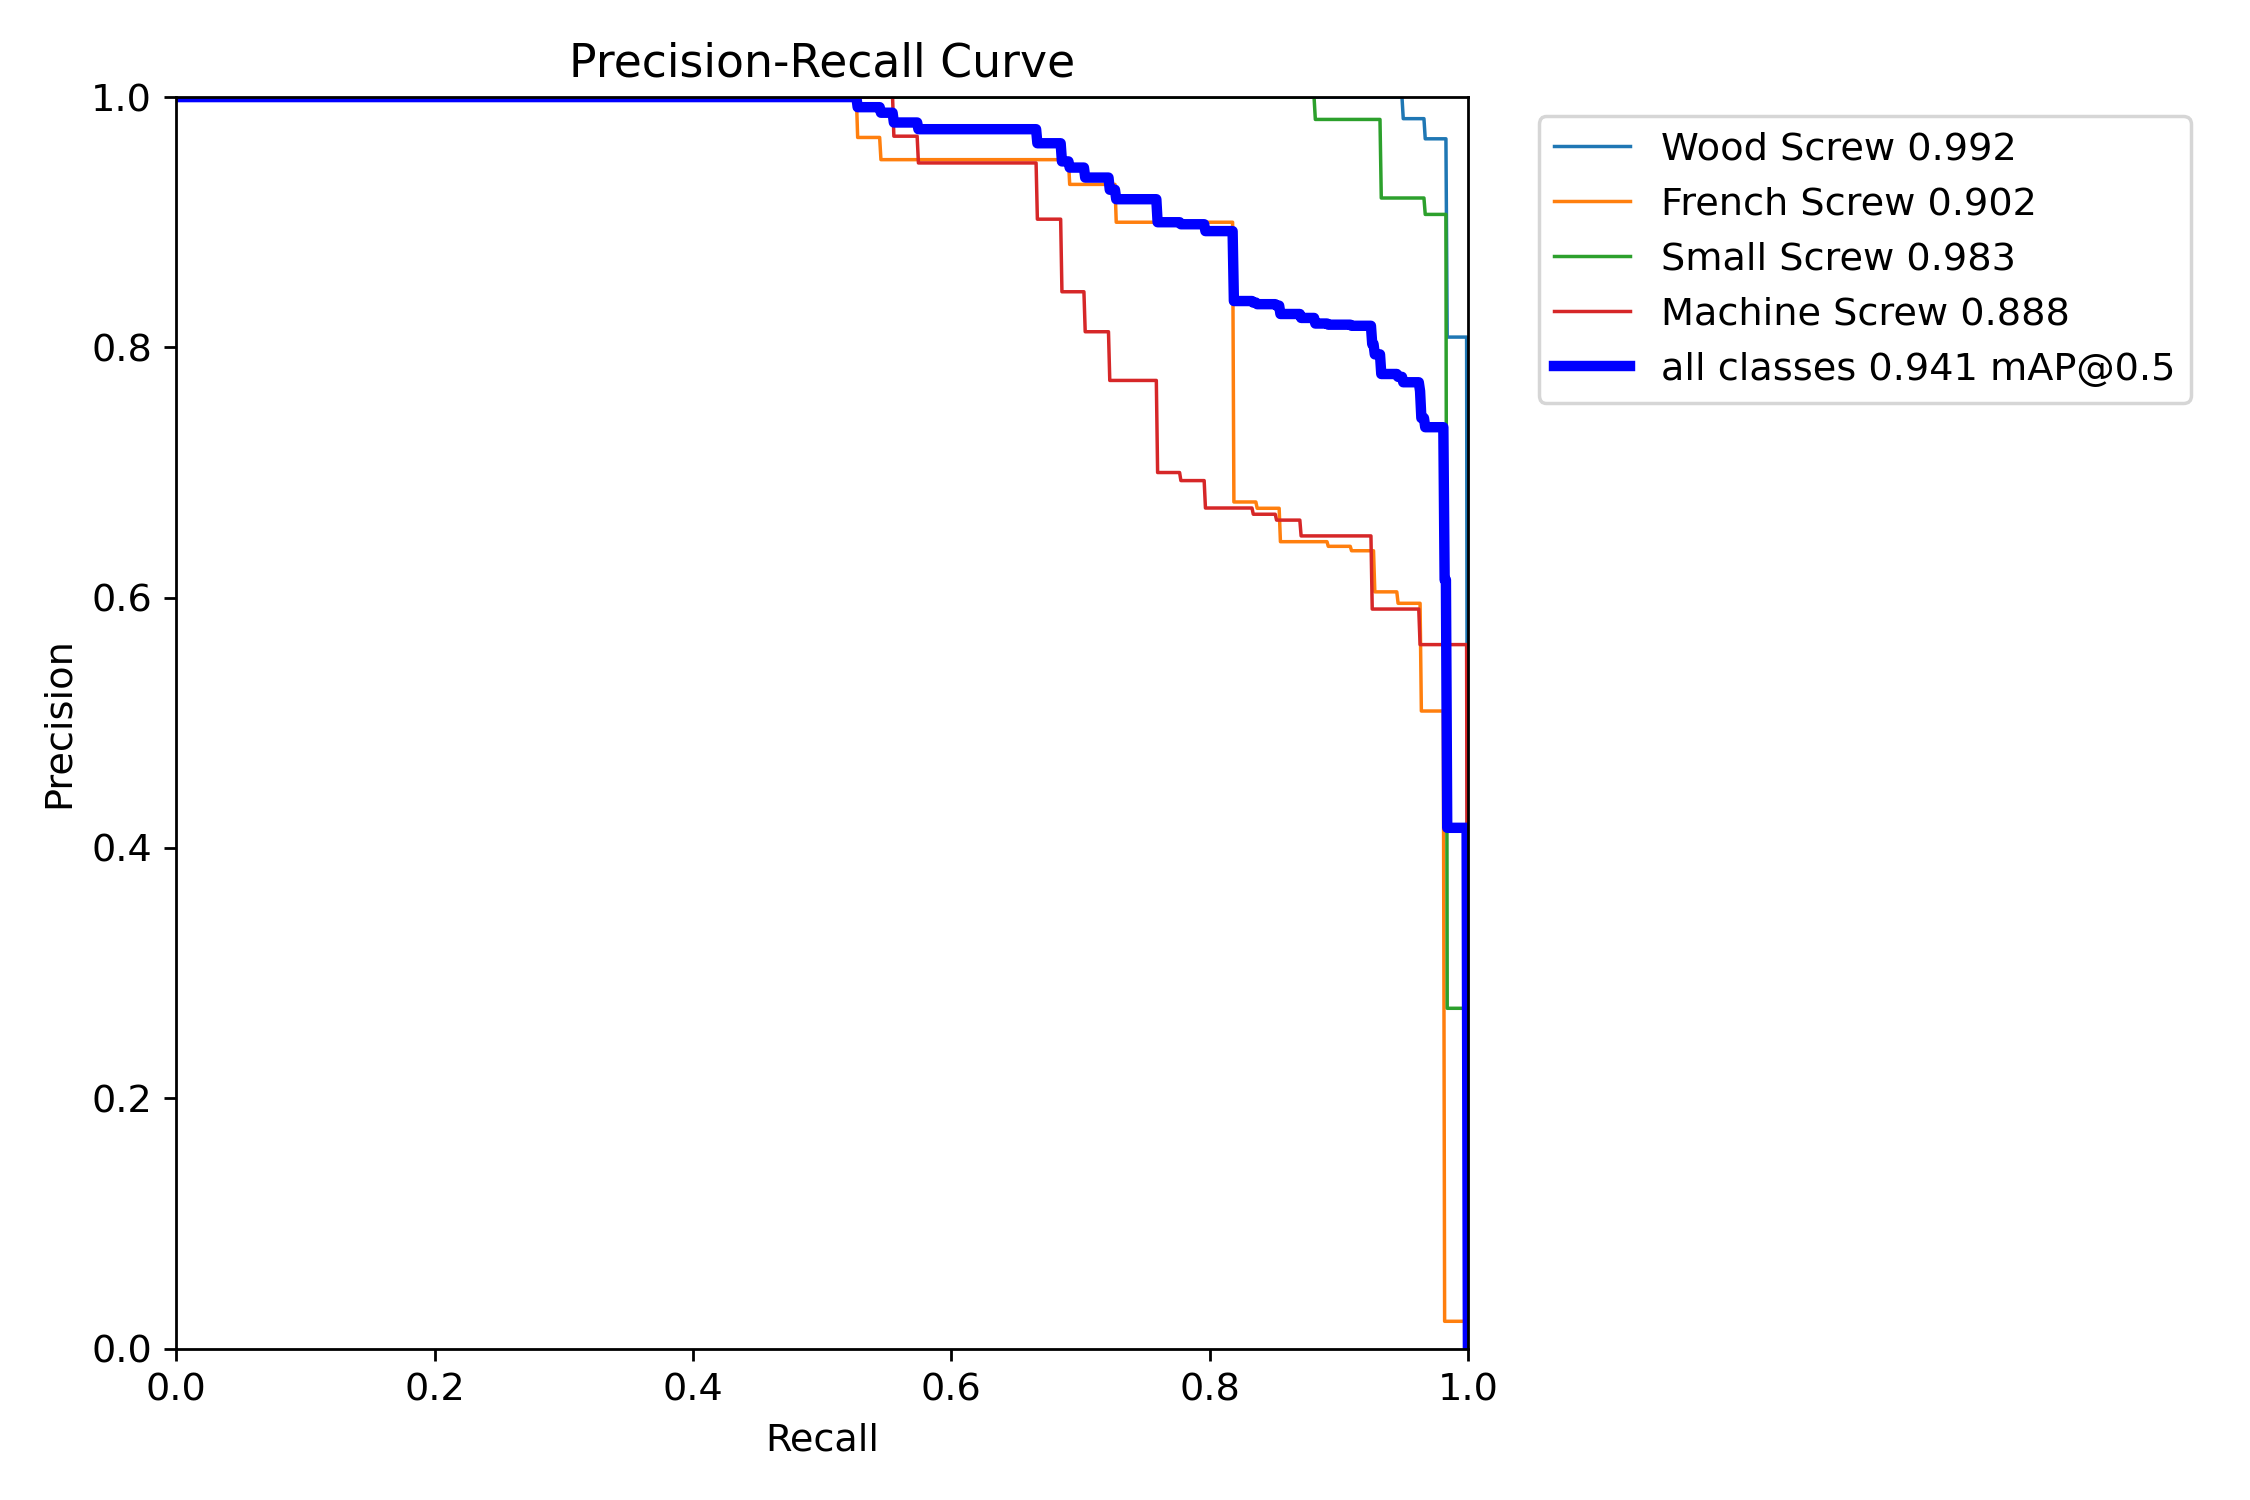 Precision-Recall Curve
1.0
0.8
0.6
0.4
0.2
0.0
Precision
0.0 0.2 0.4 0.6 0.8 1.0
Recall
Wood Screw 0.992
French Screw 0.902
Small Screw 0.983
Machine Screw 0.888
all classes 0.941 mAP@0.5